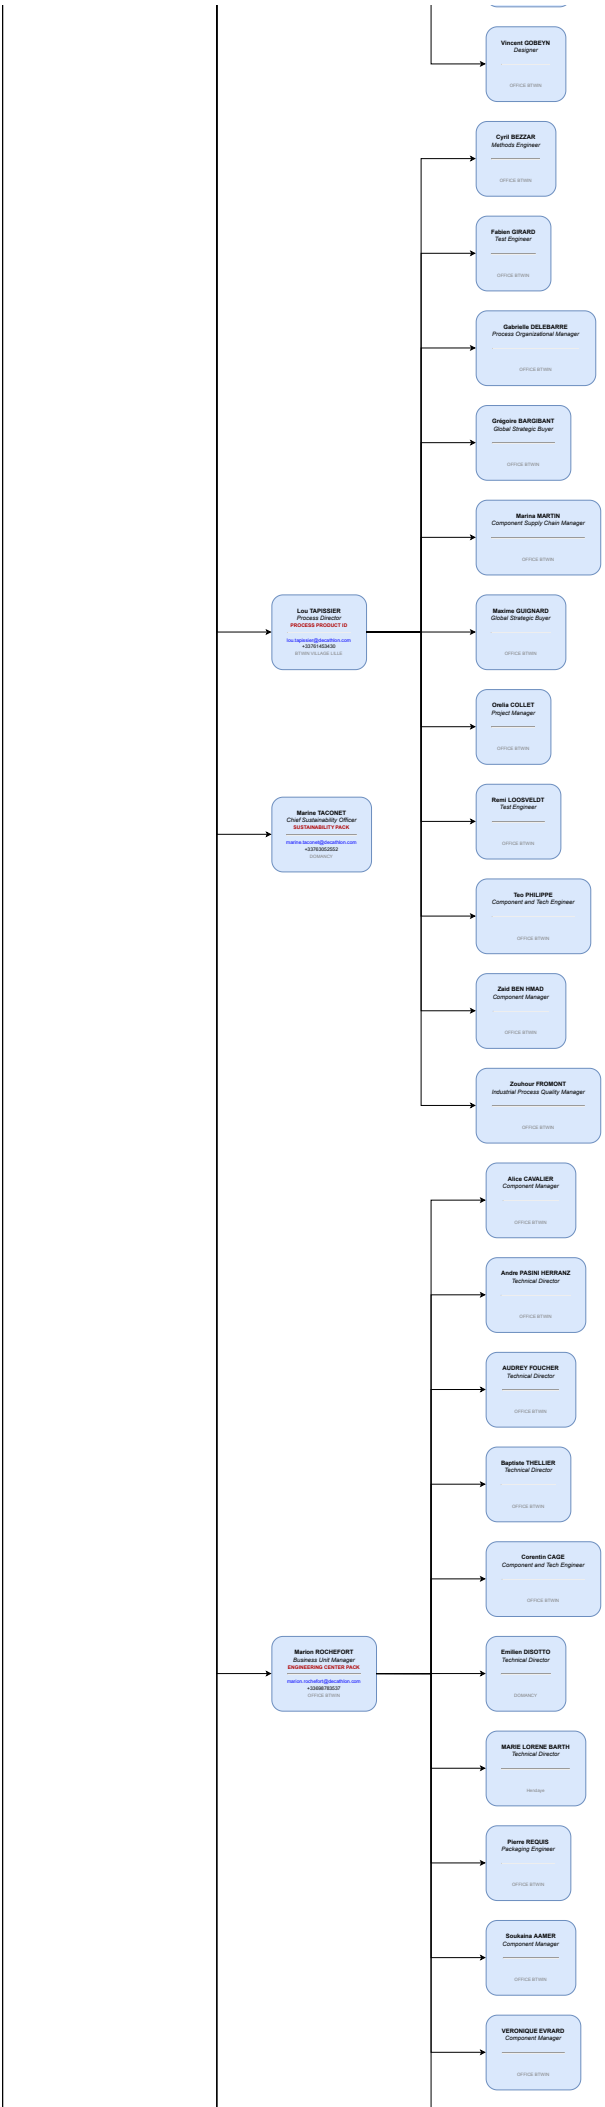 Vincent GOBEYN
Designer
OFFICE BTWIN
Cyril BEZZAR
Methods Engineer
OFFICE BTWIN
Fabien GIRARD
Test Engineer
OFFICE BTWIN
Gabrielle DELEBARRE
Process Organizational Manager
OFFICE BTWIN
Grégoire BARGIBANT
Global Strategic Buyer
OFFICE BTWIN
Marina MARTIN
Component Supply Chain Manager
OFFICE BTWIN
Lou TAPISSIER
Process Director
PROCESS PRODUCT ID
lou.tapissier@decathlon.com
+33761453430
BTWIN VILLAGE LILLE
Maxime GUIGNARD
Global Strategic Buyer
OFFICE BTWIN
Orelia COLLET
Project Manager
OFFICE BTWIN
Remi LOOSVELDT
Test Engineer
OFFICE BTWIN
Marine TACONET
Chief Sustainability Officer
SUSTAINABILITY PACK
marine.taconet@decathlon.com
+33763052552
DOMANCY
Teo PHILIPPE
Component and Tech Engineer
OFFICE BTWIN
Zaid BEN HMAD
Component Manager
OFFICE BTWIN
Zouhour FROMONT
Industrial Process Quality Manager
OFFICE BTWIN
Alice CAVALIER
Component Manager
OFFICE BTWIN
Andre PASINI HERRANZ
Technical Director
OFFICE BTWIN
AUDREY FOUCHER
Technical Director
OFFICE BTWIN
Baptiste THELLIER
Technical Director
OFFICE BTWIN
Corentin CAGE
Component and Tech Engineer
OFFICE BTWIN
Marion ROCHEFORT
Business Unit Manager
ENGINEERING CENTER PACK
marion.rochefort@decathlon.com
+33698783537
OFFICE BTWIN
Emilien DISOTTO
Technical Director
DOMANCY
MARIE LORENE BARTH
Technical Director
Hendaye
Pierre REQUIS
Packaging Engineer
OFFICE BTWIN
Soukaina AAMER
Component Manager
OFFICE BTWIN
VERONIQUE EVRARD
Component Manager
OFFICE BTWIN